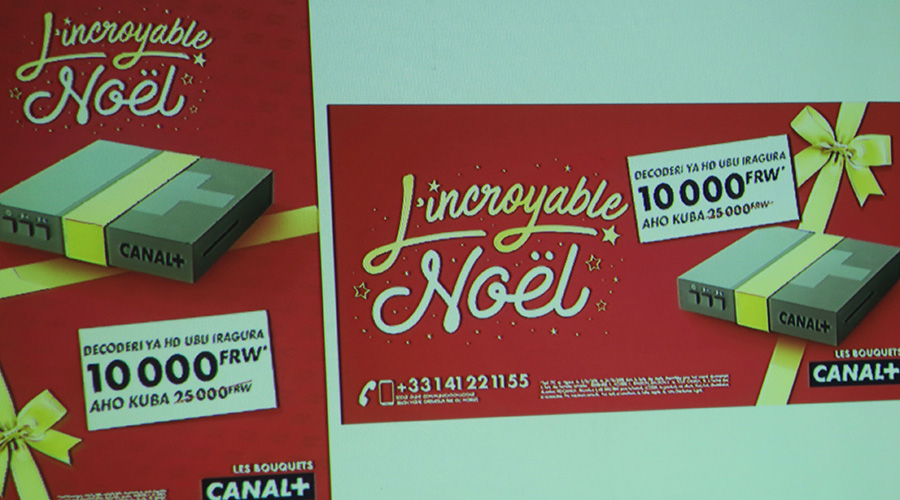 L'incroyable
Noël
CANAL+
DECODERI YA HD UBU IRAGURA
10 000 FRW*
AHO KUBA 25 000 FRW
LES BOUQUETS
CANAL+
L'incroyable
Noël
DECODERI YA HD UBU IRAGURA
10 000 FRW*
AHO KUBA 25 000 FRW
CANAL+
+33141221155
LES BOUQUETS
CANAL+